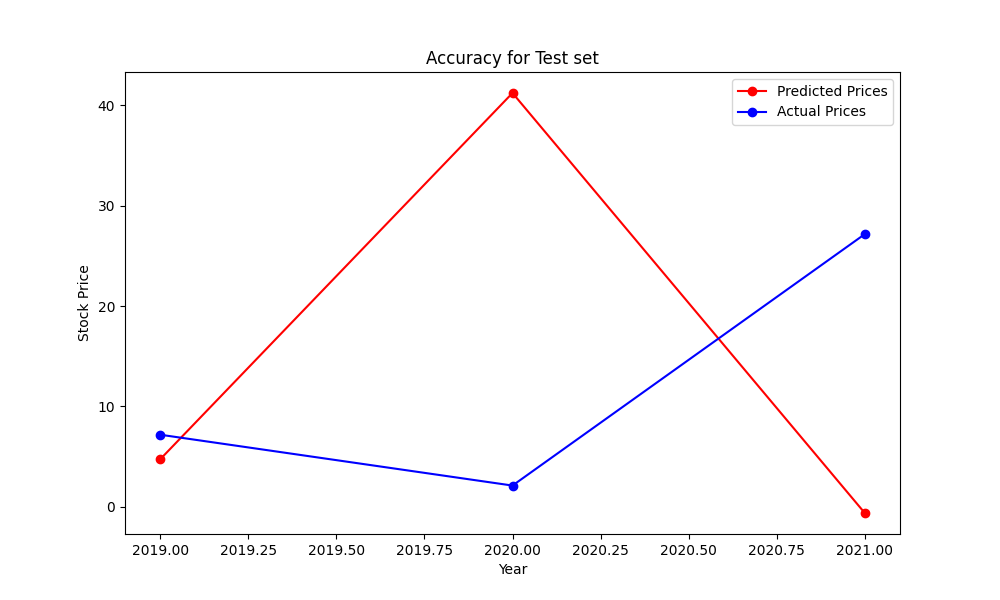 Accuracy for Test set
Predicted Prices
Actual Prices
Stock Price
40
30
20
10
0
2019.00 2019.25 2019.50 2019.75 2020.00 2020.25 2020.50 2020.75 2021.00
Year